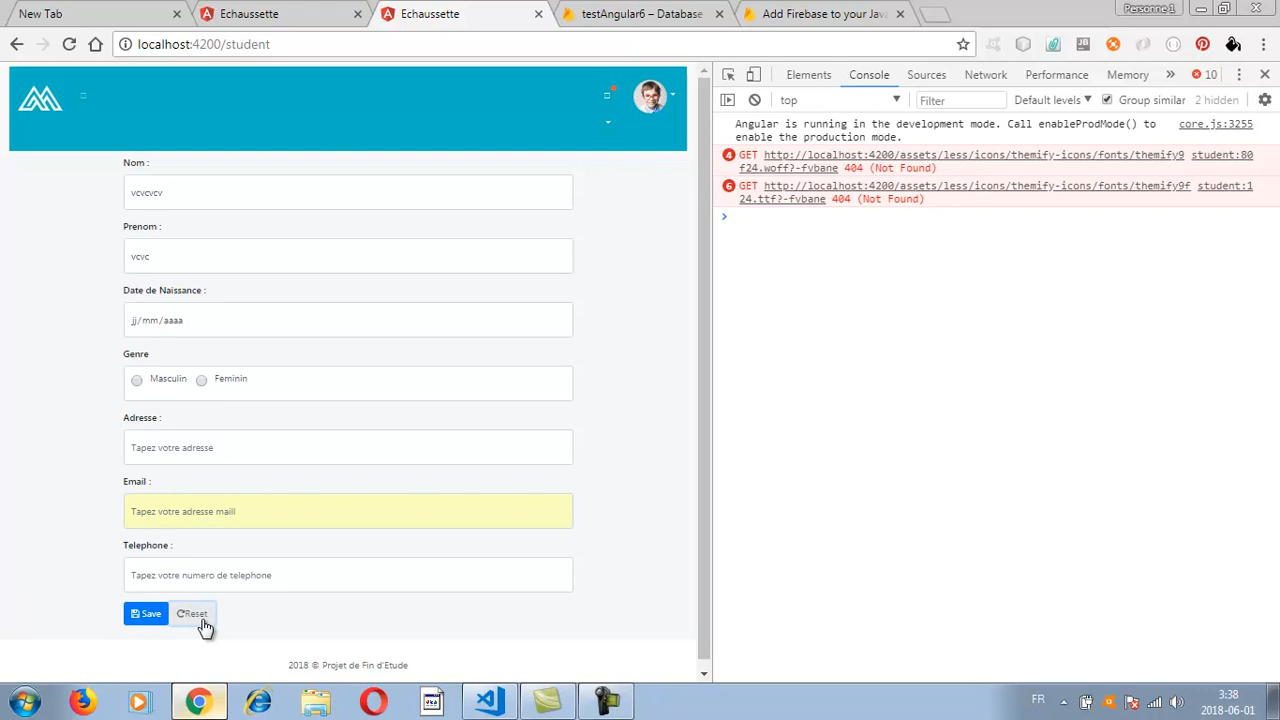 New Tab
Echaussette
Echaussette
testAngular6 – Database
Add Firebase to your Java
Personne 1
localhost:4200/student
Elements
Console
Sources
Network
Performance
Memory
»
10
top
Filter
Default levels
Group similar
2 hidden
Angular is running in the development mode. Call enableProdMode() to core.js:3255
enable the production mode.
4 GET http://localhost:4200/assets/less/icons/themify-icons/fonts/themify9 student:80
f24.woff?-fvbane 404 (Not Found)
6 GET http://localhost:4200/assets/less/icons/themify-icons/fonts/themify9f student:1
24.ttf?-fvbane 404 (Not Found)
>
Nom :
vcvcvcv
Prenom :
vcvc
Date de Naissance :
jj/mm/aaaa
Genre
Masculin Feminin
Adresse :
Tapez votre adresse
Email :
Tapez votre adresse maill
Telephone :
Tapez votre numero de telephone
Save Reset
2018 © Projet de Fin d'Etude
FR
3:38
2018-06-01